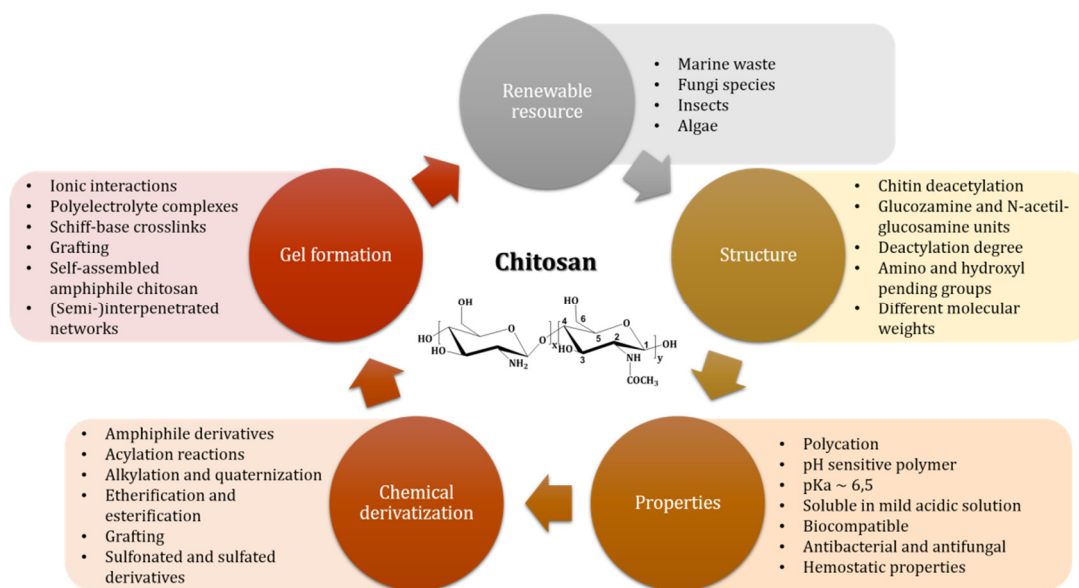 Renewable
resource
• Marine waste
• Fungi species
• Insects
• Algae
Structure
• Chitin deacetylation
• Glucozamine and N-acetil-
glucosamine units
• Deactylation degree
• Amino and hydroxyl
pending groups
• Different molecular
weights
Properties
• Polycation
• pH sensitive polymer
• pKa ~ 6,5
• Soluble in mild acidic solution
• Biocompatible
• Antibacterial and antifungal
• Hemostatic properties
Chemical
derivatization
• Amphiphile derivatives
• Acylation reactions
• Alkylation and quaternization
• Etherification and
esterification
• Grafting
• Sulfonated and sulfated
derivatives
Gel formation
• Ionic interactions
• Polyelectrolyte complexes
• Schiff-base crosslinks
• Grafting
• Self-assembled
amphiphile chitosan
• (Semi-)interpenetrated
networks
Chitosan
OH
HO
HO
O
NH2
O
x
HO
6
4
5
O
HO
3
2
1
OH
y
NH
COCH3